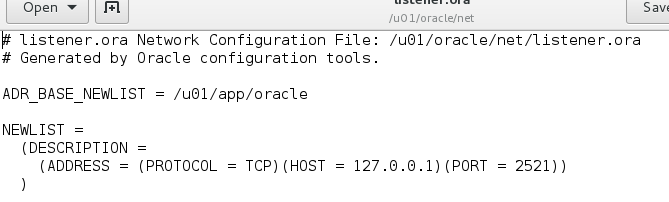 Open
listener.ora
/u01/oracle/net
Save
# listener.ora Network Configuration File: /u01/oracle/net/listener.ora
# Generated by Oracle configuration tools.
ADR_BASE_NEWLIST = /u01/app/oracle
NEWLIST =
(DESCRIPTION =
(ADDRESS = (PROTOCOL = TCP)(HOST = 127.0.0.1)(PORT = 2521))
)